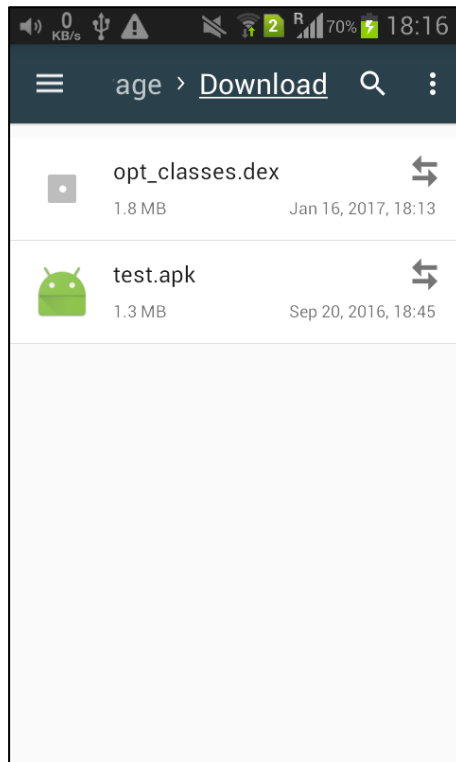 0 KB/s 2 R 70% 18:16
age > Download
opt_classes.dex
1.8 MB Jan 16, 2017, 18:13
test.apk
1.3 MB Sep 20, 2016, 18:45